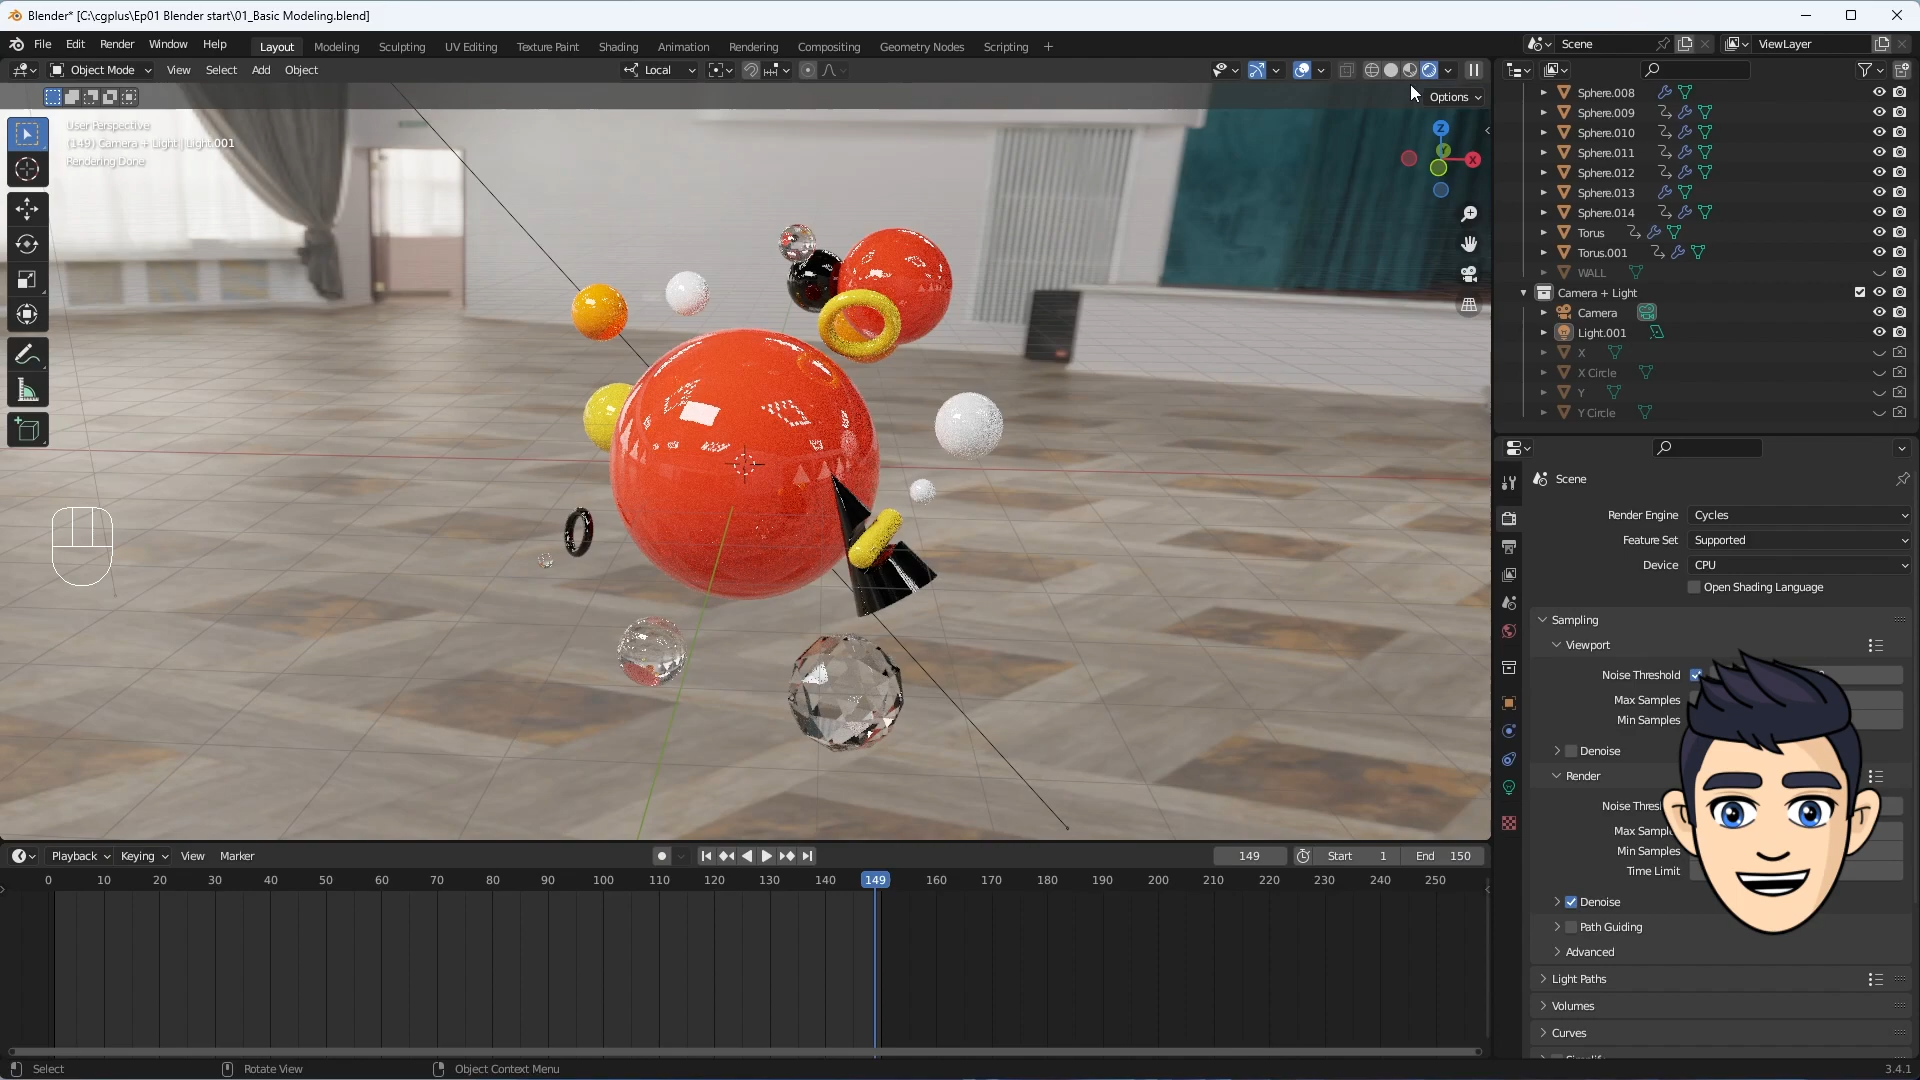 Blender* [C:\cgplus\Ep01 Blender start\01_Basic Modeling.blend]
File Edit Render Window Help Layout Modeling Sculpting UV Editing Texture Paint Shading Animation Rendering Compositing Geometry Nodes Scripting + Scene ViewLayer
Object Mode View Select Add Object Local
Options
User Perspective
(149) Camera + Light | Light.001
Rendering Done
Z
Y
X
Sphere.008
Sphere.009
Sphere.010
Sphere.011
Sphere.012
Sphere.013
Sphere.014
Torus
Torus.001
WALL
Camera + Light
Camera
Light.001
X
X Circle
Y
Y Circle
Scene
Render Engine Cycles
Feature Set Supported
Device CPU
Open Shading Language
Sampling
Viewport
Noise Threshold
Max Samples
Min Samples
Denoise
Render
Noise Thresh
Max Sampl
Min Samples
Time Limit
Denoise
Path Guiding
Advanced
Light Paths
Volumes
Curves
Playback Keying View Marker 149 Start 1 End 150
0 10 20 30 40 50 60 70 80 90 100 110 120 130 140 149 160 170 180 190 200 210 220 230 240 250
Select Rotate View Object Context Menu 3.4.1